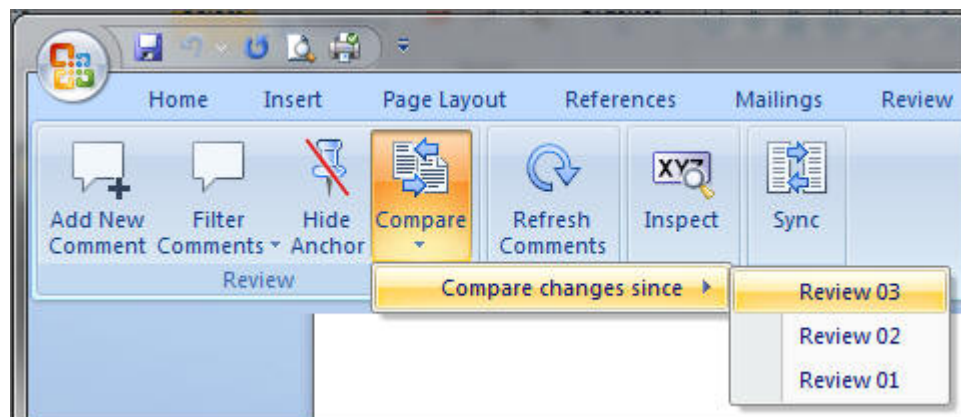 Home Insert Page Layout References Mailings Review
Add New Comment
Filter Comments
Hide Anchor
Compare
Refresh Comments
XYZ
Inspect
Sync
Review
Compare changes since
Review 03
Review 02
Review 01